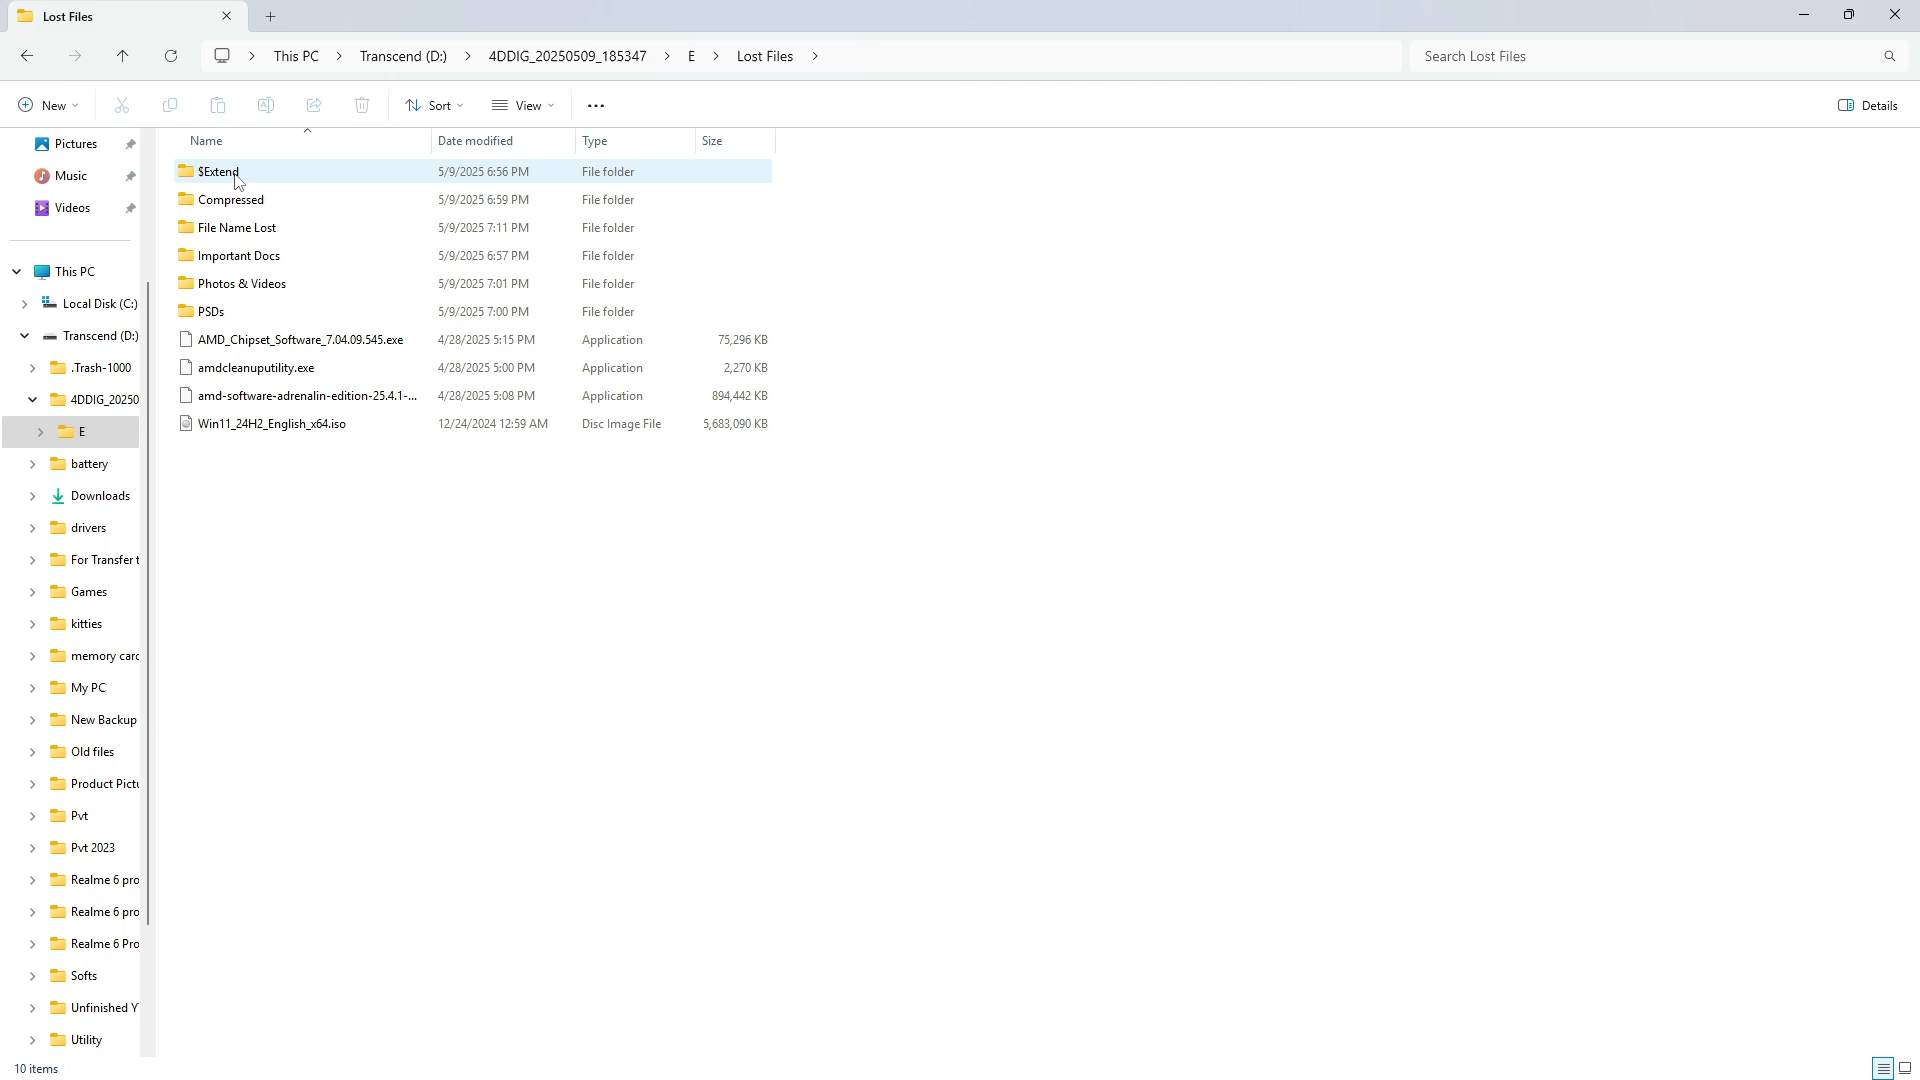 Lost Files
This PC > Transcend (D:) > 4DDIG_20250509_185347 > E > Lost Files >
Search Lost Files
New
Sort
View
Details
Name Date modified Type Size
$Extend 5/9/2025 6:56 PM File folder
Compressed 5/9/2025 6:59 PM File folder
File Name Lost 5/9/2025 7:11 PM File folder
Important Docs 5/9/2025 6:57 PM File folder
Photos & Videos 5/9/2025 7:01 PM File folder
PSDs 5/9/2025 7:00 PM File folder
AMD_Chipset_Software_7.04.09.545.exe 4/28/2025 5:15 PM Application 75,296 KB
amdcleanuputility.exe 4/28/2025 5:00 PM Application 2,270 KB
amd-software-adrenalin-edition-25.4.1-... 4/28/2025 5:08 PM Application 894,442 KB
Win11_24H2_English_x64.iso 12/24/2024 12:59 AM Disc Image File 5,683,090 KB
Pictures
Music
Videos
This PC
Local Disk (C:)
Transcend (D:)
.Trash-1000
4DDIG_20250
E
battery
Downloads
drivers
For Transfer t
Games
kitties
memory card
My PC
New Backup
Old files
Product Pictu
Pvt
Pvt 2023
Realme 6 pro
Realme 6 pro
Realme 6 Pro
Softs
Unfinished Y
Utility
10 items